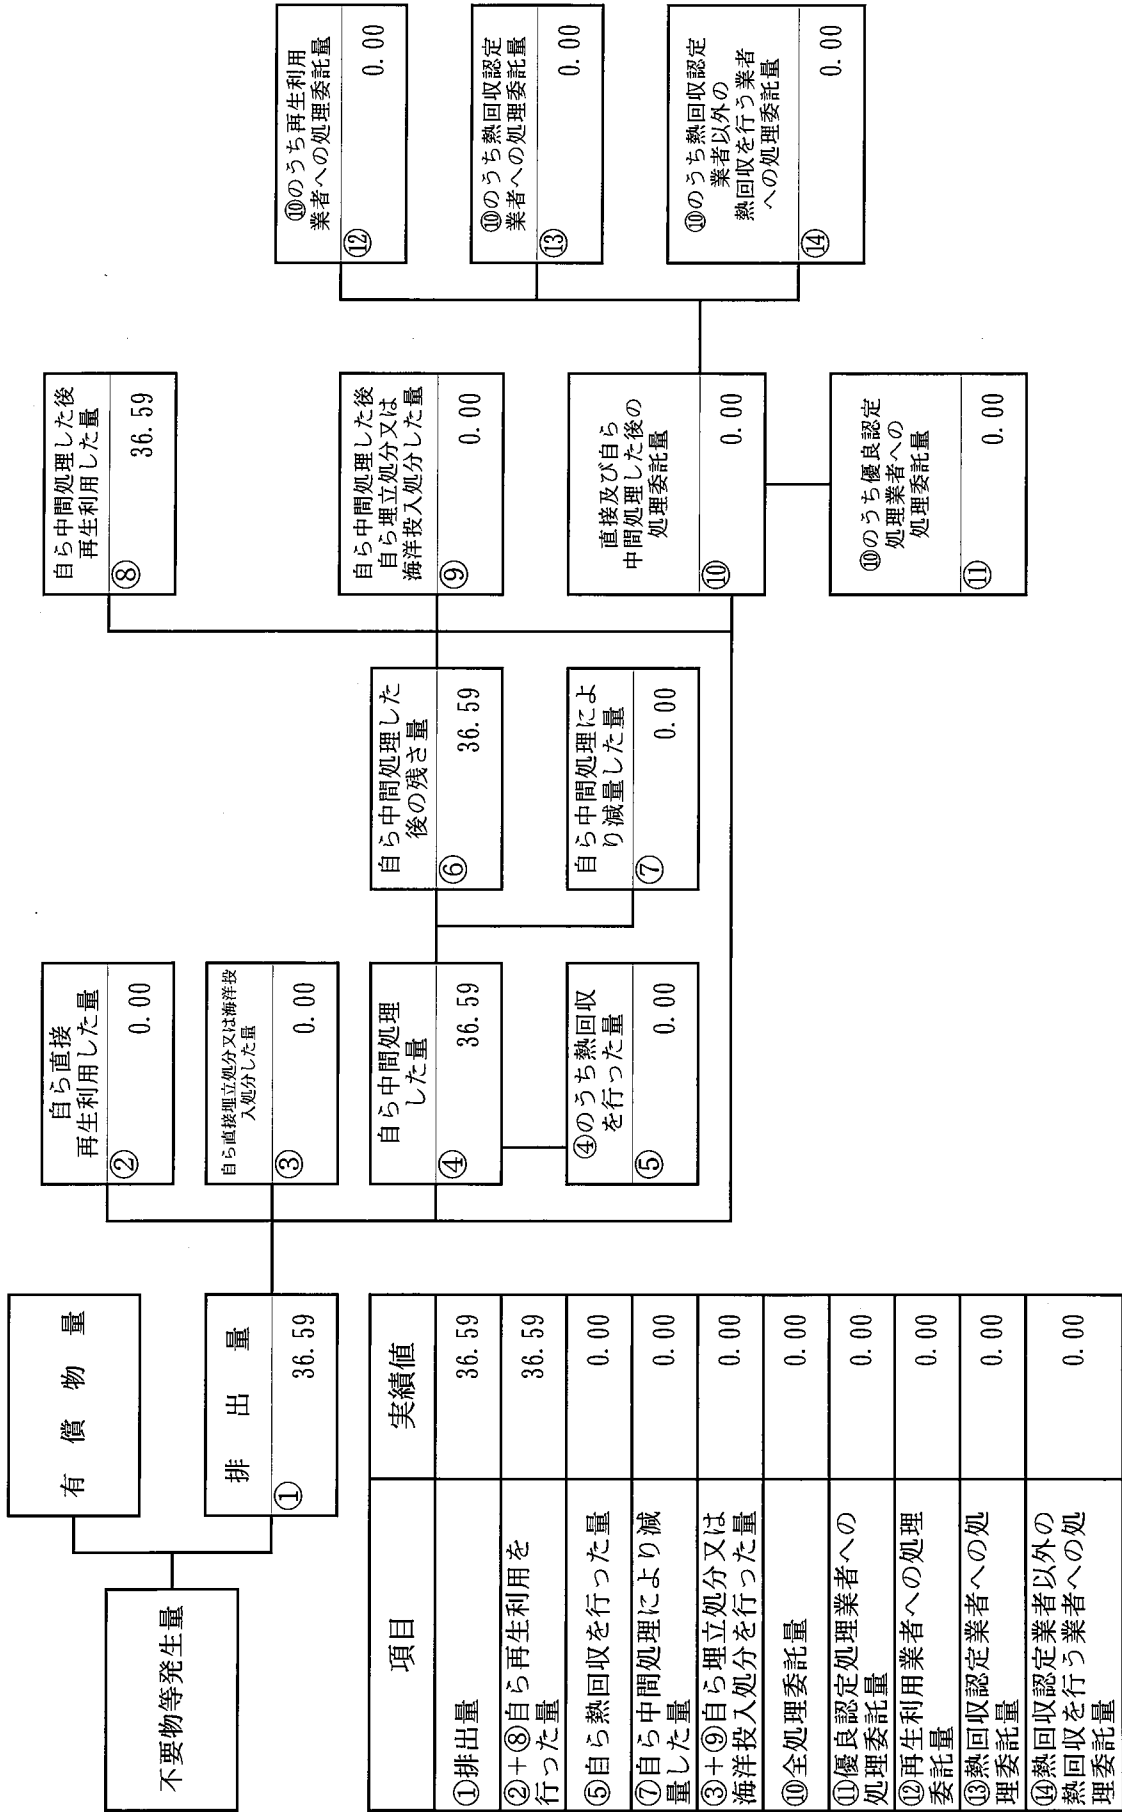 不要物等発生量
有償物量
排出量
①
36.59
自ら直接
再生利用した量
②
0.00
自ら直接埋立処分又は海洋投
入処分した量
③
0.00
自ら中間処理
した量
④
36.59
④のうち熱回収
を行った量
⑤
0.00
自ら中間処理した
後の残さ量
⑥
36.59
自ら中間処理によ
り減量した量
⑦
0.00
自ら中間処理した後
再生利用した量
⑧
36.59
自ら中間処理した後
自ら埋立処分又は
海洋投入処分した量
⑨
0.00
直接及び自ら
中間処理した後の
処理委託量
⑩
0.00
⑩のうち優良認定
処理業者への
処理委託量
⑪
0.00
⑩のうち再生利用
業者への処理委託量
⑫
0.00
⑩のうち熱回収認定
業者への処理委託量
⑬
0.00
⑩のうち熱回収認定
業者以外の
熱回収を行う業者
への処理委託量
⑭
0.00
項目
実績値
①排出量
36.59
②+⑧自ら再生利用を
行った量
36.59
⑤自ら熱回収を行った量
0.00
⑦自ら中間処理により減
量した量
0.00
③+⑨自ら埋立処分又は
海洋投入処分を行った量
0.00
⑩全処理委託量
0.00
⑪優良認定処理業者への
処理委託量
0.00
⑫再生利用業者への処理
委託量
0.00
⑬熱回収認定業者への処
理委託量
0.00
⑭熱回収認定業者以外の
熱回収を行う業者への処
理委託量
0.00